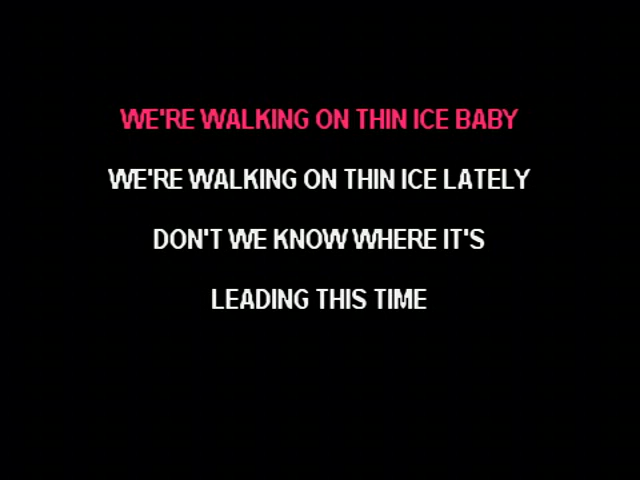 WE'RE WALKING ON THIN ICE BABY
WE'RE WALKING ON THIN ICE LATELY
DON'T WE KNOW WHERE IT'S
LEADING THIS TIME